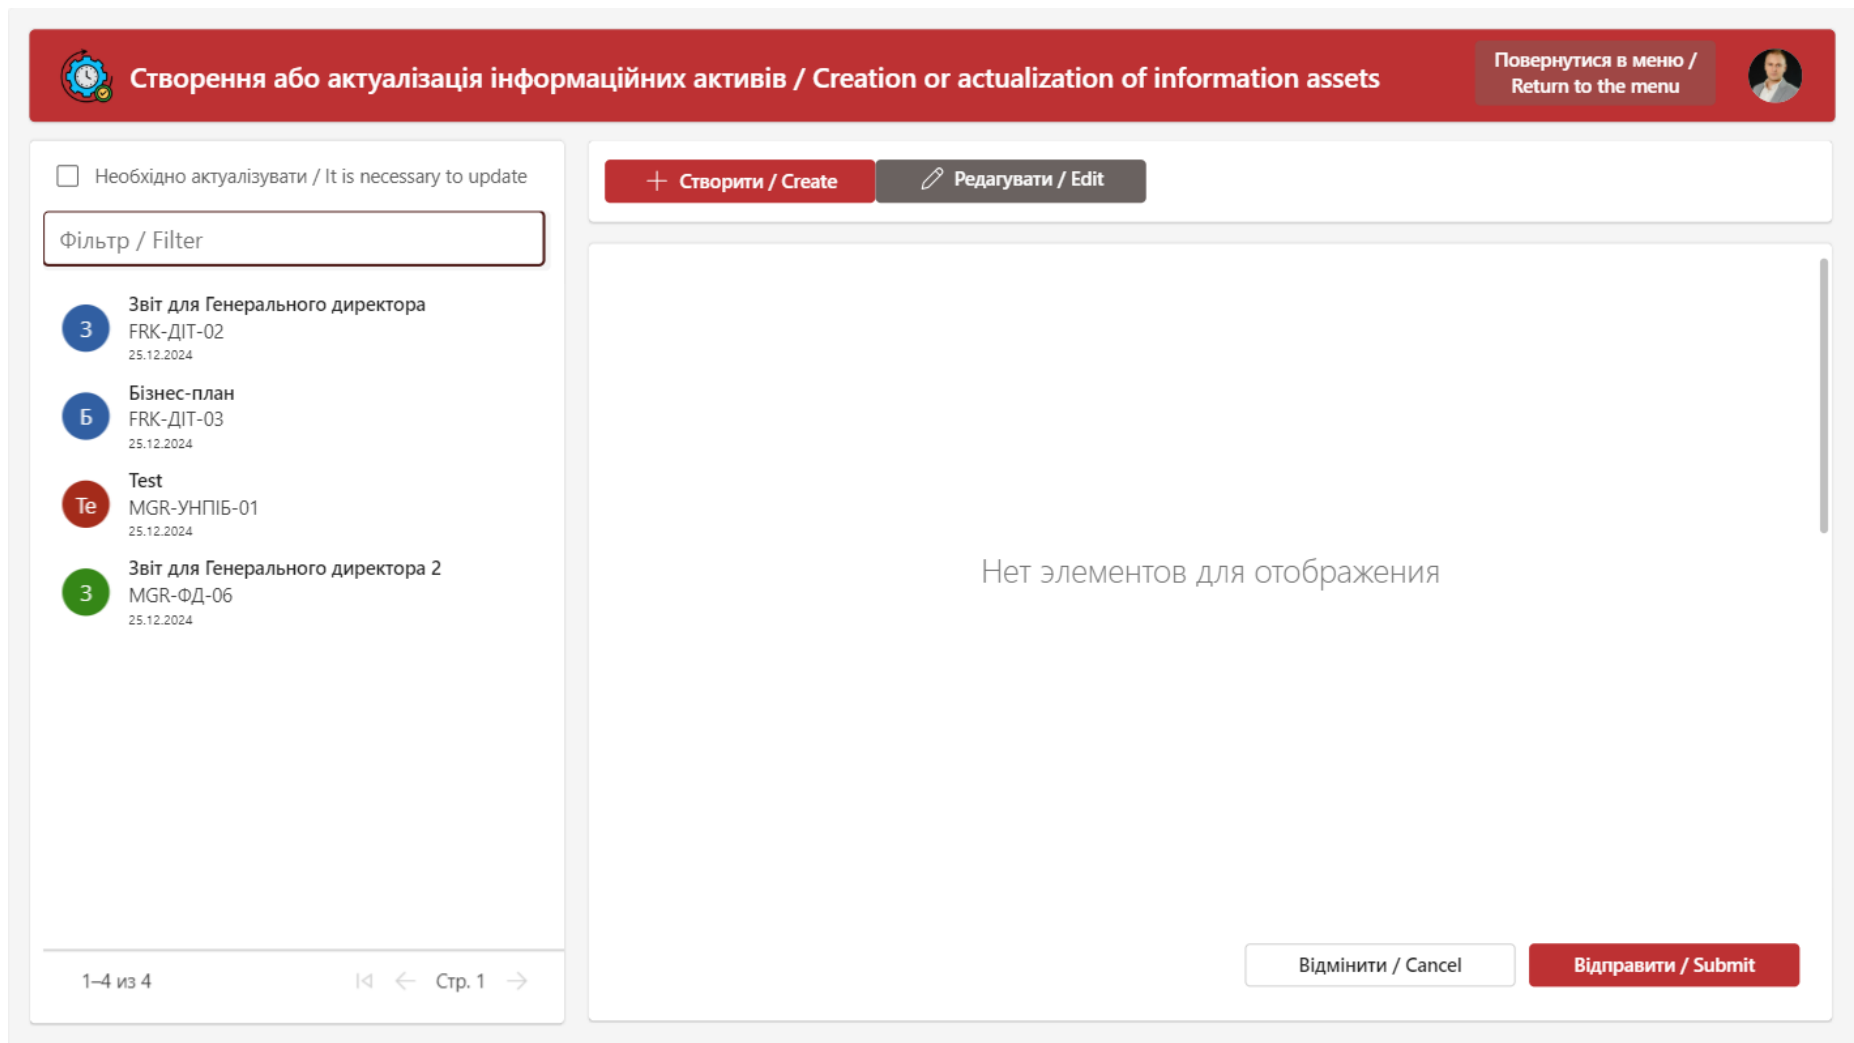 Створення або актуалізація інформаційних активів / Creation or actualization of information assets
Повернутися в меню /
Return to the menu
Необхідно актуалізувати / It is necessary to update
Фільтр / Filter
З
Звіт для Генерального директора
FRK-ДІТ-02
25.12.2024
Б
Бізнес-план
FRK-ДІТ-03
25.12.2024
Te
Test
MGR-УНПІБ-01
25.12.2024
З
Звіт для Генерального директора 2
MGR-ФД-06
25.12.2024
1–4 из 4
Стр. 1
Створити / Create
Редагувати / Edit
Нет элементов для отображения
Відмінити / Cancel
Відправити / Submit